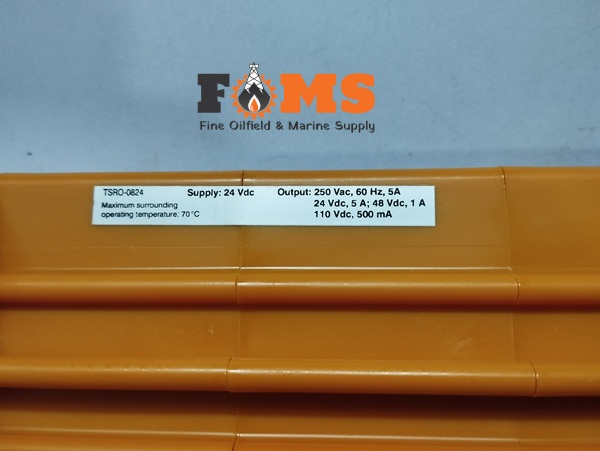 FOMS
Fine Oilfield & Marine Supply
TSRO-0824 Supply: 24 Vdc Output: 250 Vac, 60 Hz, 5A
Maximum surrounding 24 Vdc, 5 A; 48 Vdc, 1 A
operating temperature: 70°C 110 Vdc, 500 mA